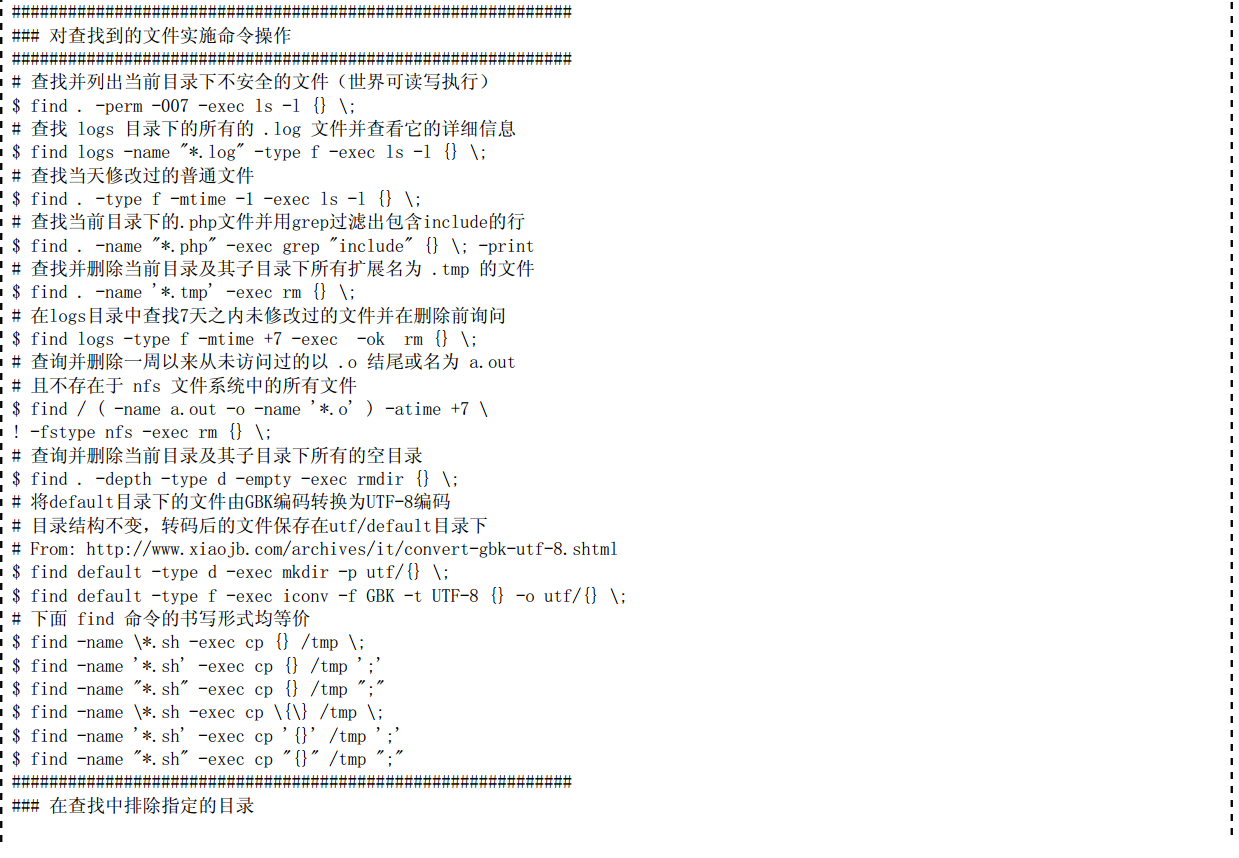 ############################################################
### 对查找到的文件实施命令操作
############################################################
# 查找并列出当前目录下不安全的文件（世界可读写执行）
$ find . -perm -007 -exec ls -l {} \;
# 查找 logs 目录下的所有的 .log 文件并查看它的详细信息
$ find logs -name "*.log" -type f -exec ls -l {} \;
# 查找当天修改过的普通文件
$ find . -type f -mtime -1 -exec ls -l {} \;
# 查找当前目录下的.php文件并用grep过滤出包含include的行
$ find . -name "*.php" -exec grep "include" {} \; -print
# 查找并删除当前目录及其子目录下所有扩展名为 .tmp 的文件
$ find . -name '*.tmp' -exec rm {} \;
# 在logs目录中查找7天之内未修改过的文件并在删除前询问
$ find logs -type f -mtime +7 -exec  -ok  rm {} \;
# 查询并删除一周以来从未访问过的以 .o 结尾或名为 a.out
# 且不存在于 nfs 文件系统中的所有文件
$ find / ( -name a.out -o -name '*.o' ) -atime +7 \
! -fstype nfs -exec rm {} \;
# 查询并删除当前目录及其子目录下所有的空目录
$ find . -depth -type d -empty -exec rmdir {} \;
# 将default目录下的文件由GBK编码转换为UTF-8编码
# 目录结构不变，转码后的文件保存在utf/default目录下
# From: http://www.xiaojb.com/archives/it/convert-gbk-utf-8.shtml
$ find default -type d -exec mkdir -p utf/{} \;
$ find default -type f -exec iconv -f GBK -t UTF-8 {} -o utf/{} \;
# 下面 find 命令的书写形式均等价
$ find -name \*.sh -exec cp {} /tmp \;
$ find -name '*.sh' -exec cp {} /tmp ';'
$ find -name "*.sh" -exec cp {} /tmp ";"
$ find -name \*.sh -exec cp \{\} /tmp \;
$ find -name '*.sh' -exec cp '{}' /tmp ';'
$ find -name "*.sh" -exec cp "{}" /tmp ";"
############################################################
### 在查找中排除指定的目录